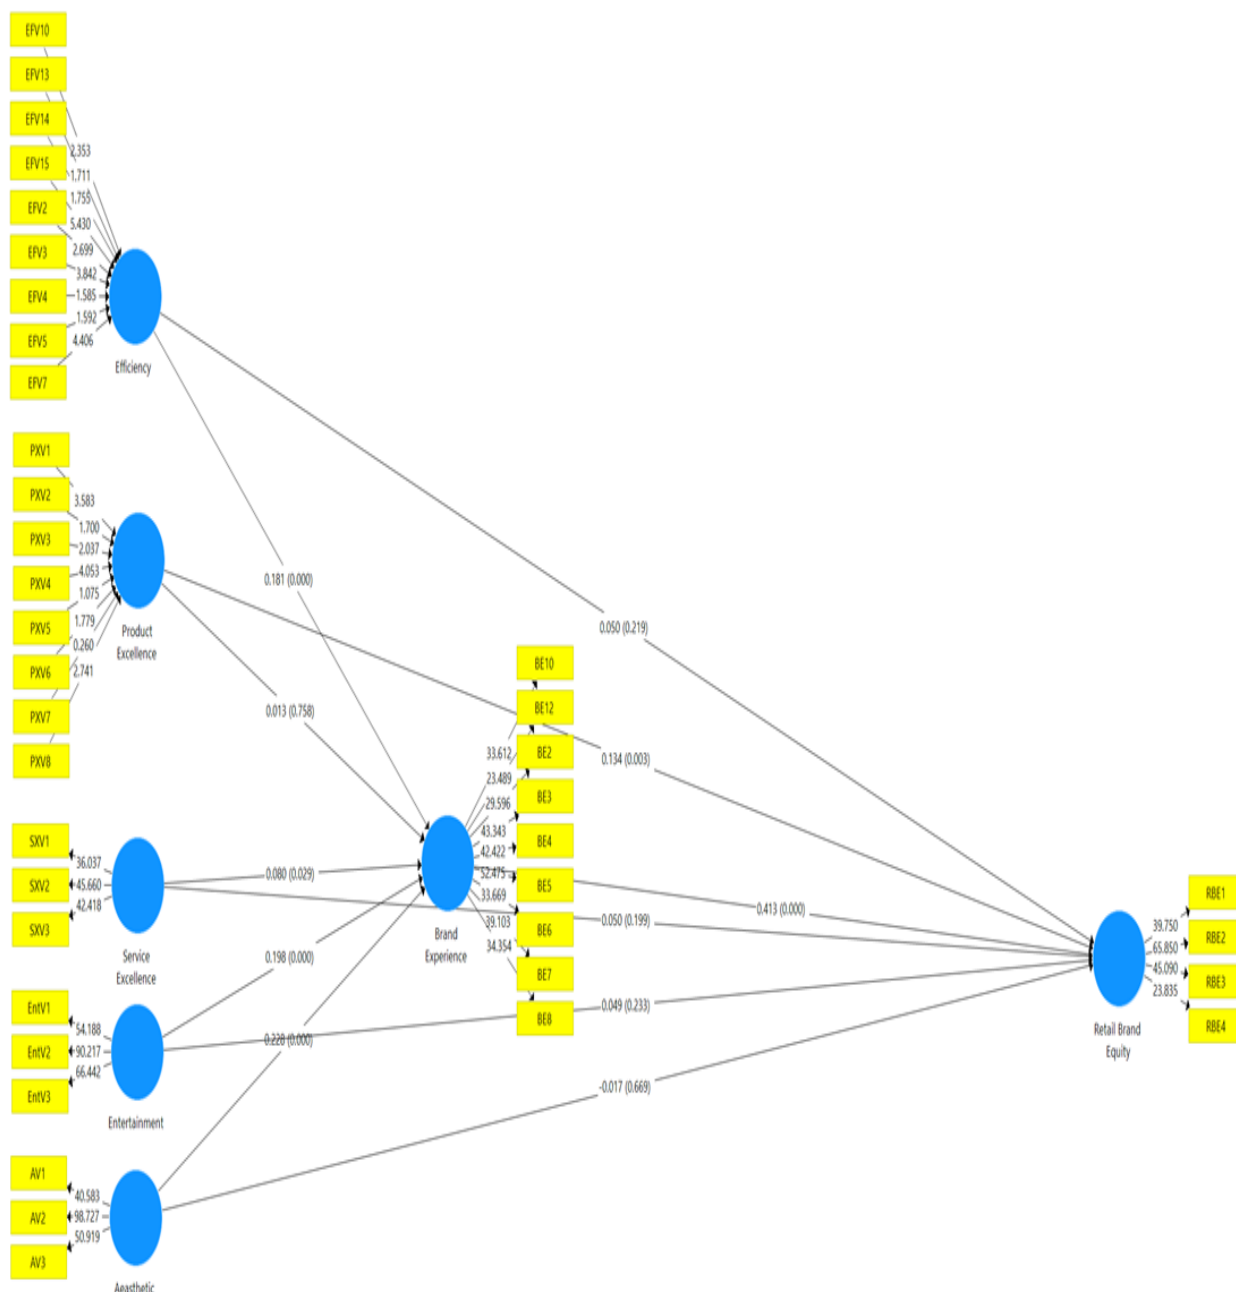 EFV10
EFV13
EFV14
EFV15
EFV2
EFV3
EFV4
EFV5
EFV7
2.353
1.711
1.755
5.430
2.699
3.842
1.585
1.592
4.406
Efficiency
PXV1
PXV2
PXV3
PXV4
PXV5
PXV6
PXV7
PXV8
3.583
1.700
2.037
4.053
1.075
1.779
0.260
2.741
Product
Excellence
SXV1
SXV2
SXV3
36.037
45.660
42.418
Service
Excellence
EntV1
EntV2
EntV3
54.188
90.217
66.442
Entertainment
AV1
AV2
AV3
40.583
98.727
50.919
Aeasthetic
0.181 (0.000)
0.013 (0.758)
0.080 (0.029)
0.198 (0.000)
0.228 (0.000)
Brand
Experience
33.612
23.489
29.596
43.343
42.422
52.475
33.669
39.103
34.354
BE10
BE12
BE2
BE3
BE4
BE5
BE6
BE7
BE8
0.050 (0.219)
0.134 (0.003)
0.413 (0.000)
0.050 (0.199)
0.049 (0.233)
-0.017 (0.669)
Retail Brand
Equity
39.750
65.850
45.090
23.835
RBE1
RBE2
RBE3
RBE4